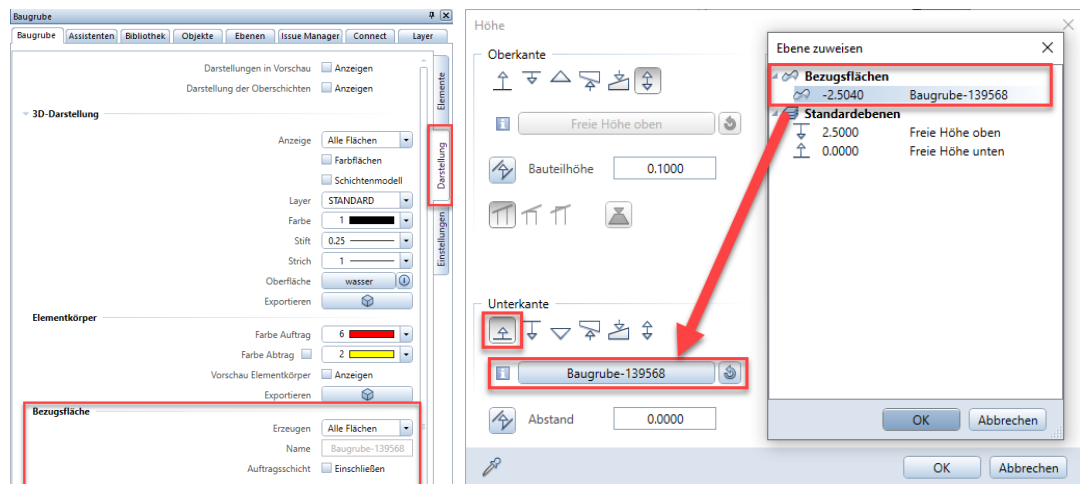 Baugrube
Baugrube Assistenten Bibliothek Objekte Ebenen Issue Manager Connect Layer
Darstellungen in Vorschau Anzeigen
Darstellung der Oberschichten Anzeigen
3D-Darstellung
Anzeige Alle Flächen
Farbflächen
Schichtenmodell
Layer STANDARD
Farbe 1
Stift 0.25
Strich 1
Oberfläche wasser
Exportieren
Elementkörper
Farbe Auftrag 6
Farbe Abtrag 2
Vorschau Elementkörper Anzeigen
Exportieren
Bezugsfläche
Erzeugen Alle Flächen
Name Baugrube-139568
Auftragsschicht Einschließen
Elemente
Darstellung
Einstellungen
Höhe
Oberkante
Freie Höhe oben
Bauteilhöhe 0.1000
Unterkante
Baugrube-139568
Abstand 0.0000
OK Abbrechen
Ebene zuweisen
Bezugsflächen
-2.5040 Baugrube-139568
Standardebenen
2.5000 Freie Höhe oben
0.0000 Freie Höhe unten
OK Abbrechen